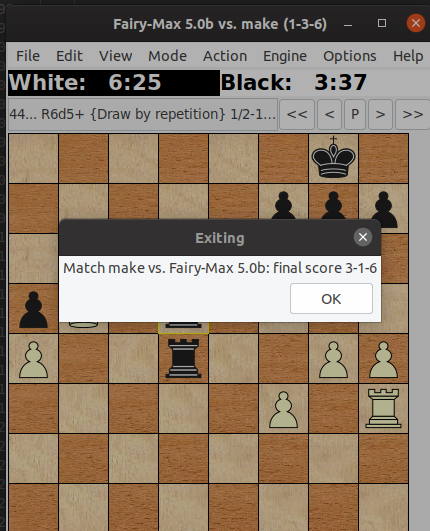 Fairy-Max 5.0b vs. make (1-3-6)
File Edit View Mode Action Engine Options Help
White: 6:25 Black: 3:37
44... R6d5+ {Draw by repetition} 1/2-1... << < P > >>
Exiting
Match make vs. Fairy-Max 5.0b: final score 3-1-6
OK